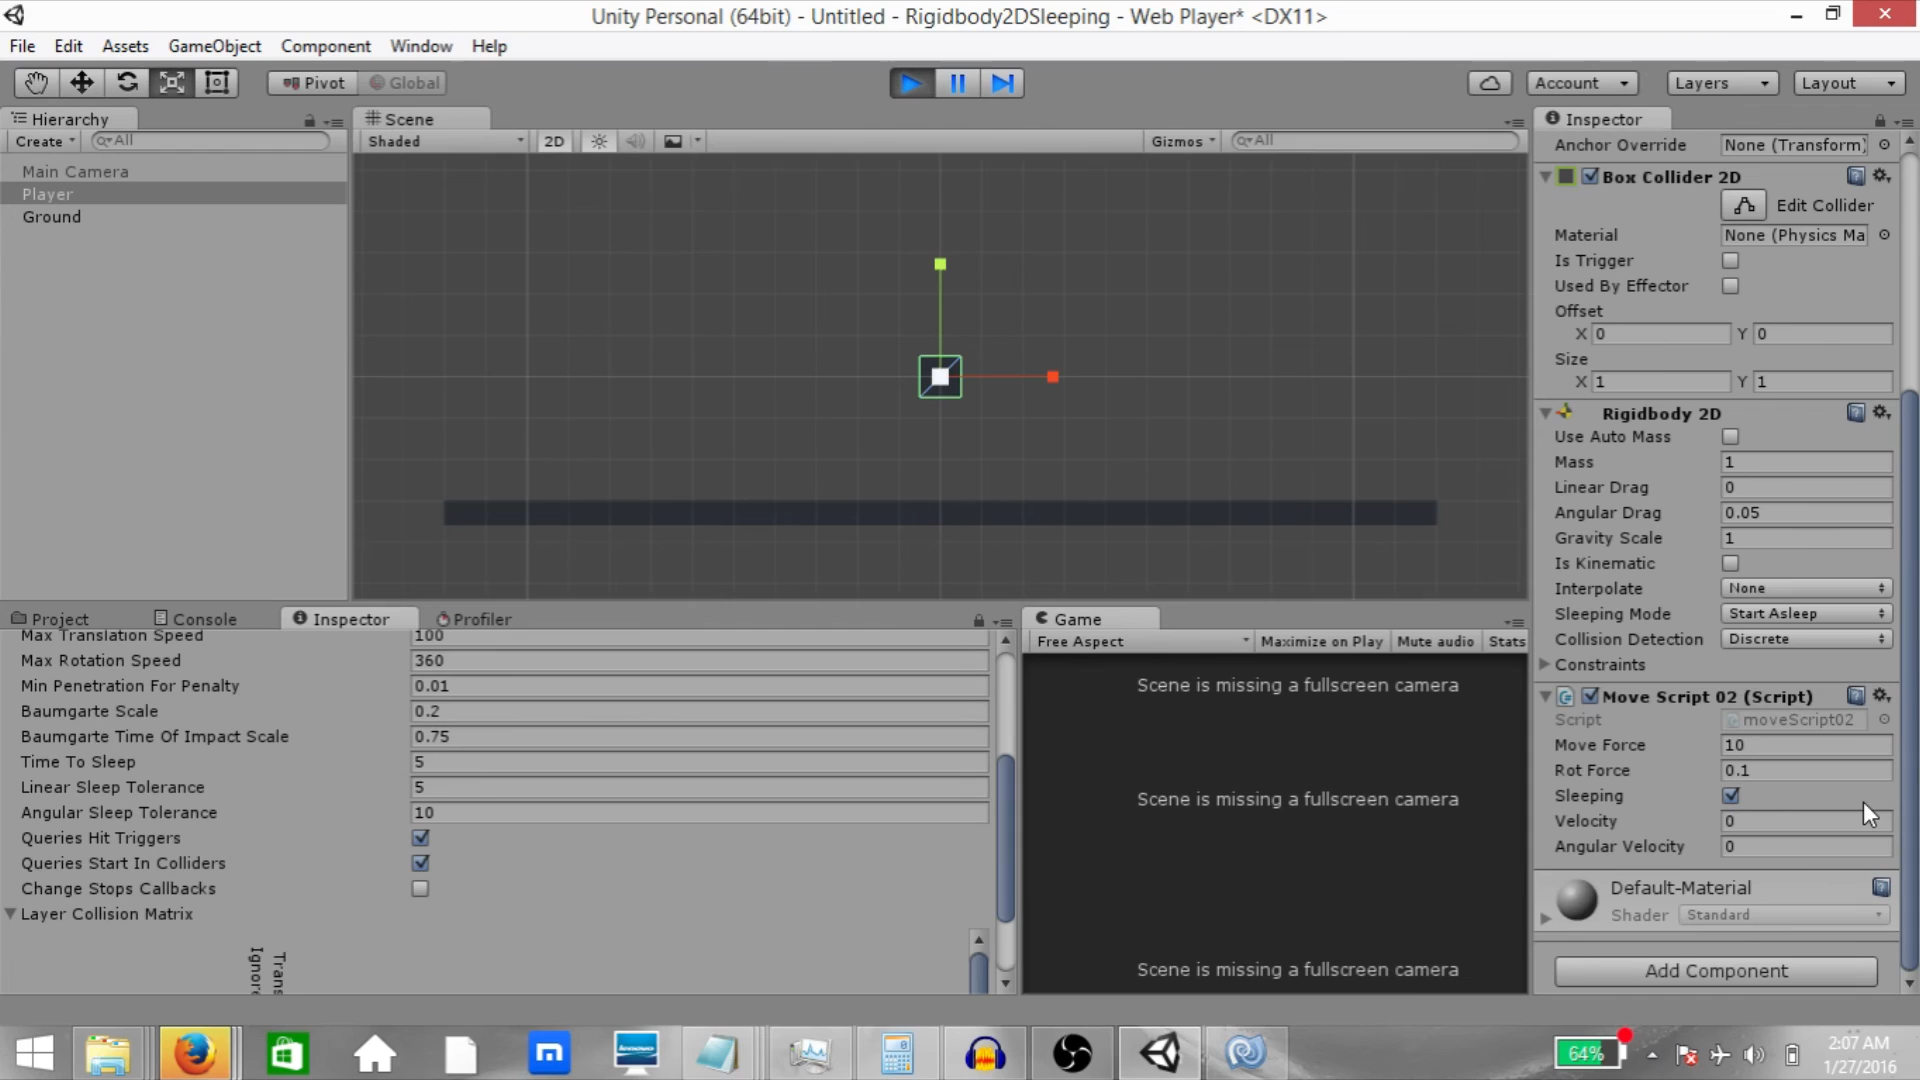 Unity Personal (64bit) - Untitled - Rigidbody2DSleeping - Web Player* <DX11>
File Edit Assets GameObject Component Window Help
Pivot Global Account Layers Layout
Hierarchy
Create All
Main Camera
Player
Ground
Scene
Shaded 2D Gizmos All
Inspector
Anchor Override None (Transform)
Box Collider 2D
Edit Collider
Material None (Physics Ma
Is Trigger
Used By Effector
Offset
X 0 Y 0
Size
X 1 Y 1
Rigidbody 2D
Use Auto Mass
Mass 1
Linear Drag 0
Angular Drag 0.05
Gravity Scale 1
Is Kinematic
Interpolate None
Sleeping Mode Start Asleep
Collision Detection Discrete
Constraints
Move Script 02 (Script)
Script moveScript02
Move Force 10
Rot Force 0.1
Sleeping
Velocity 0
Angular Velocity 0
Default-Material
Shader Standard
Add Component
Project Console Inspector Profiler
Max Translation Speed 100
Max Rotation Speed 360
Min Penetration For Penalty 0.01
Baumgarte Scale 0.2
Baumgarte Time Of Impact Scale 0.75
Time To Sleep 5
Linear Sleep Tolerance 5
Angular Sleep Tolerance 10
Queries Hit Triggers
Queries Start In Colliders
Change Stops Callbacks
Layer Collision Matrix
Ignor
Trans
Game
Free Aspect Maximize on Play Mute audio Stats
Scene is missing a fullscreen camera
Scene is missing a fullscreen camera
Scene is missing a fullscreen camera
64%
2:07 AM
1/27/2016